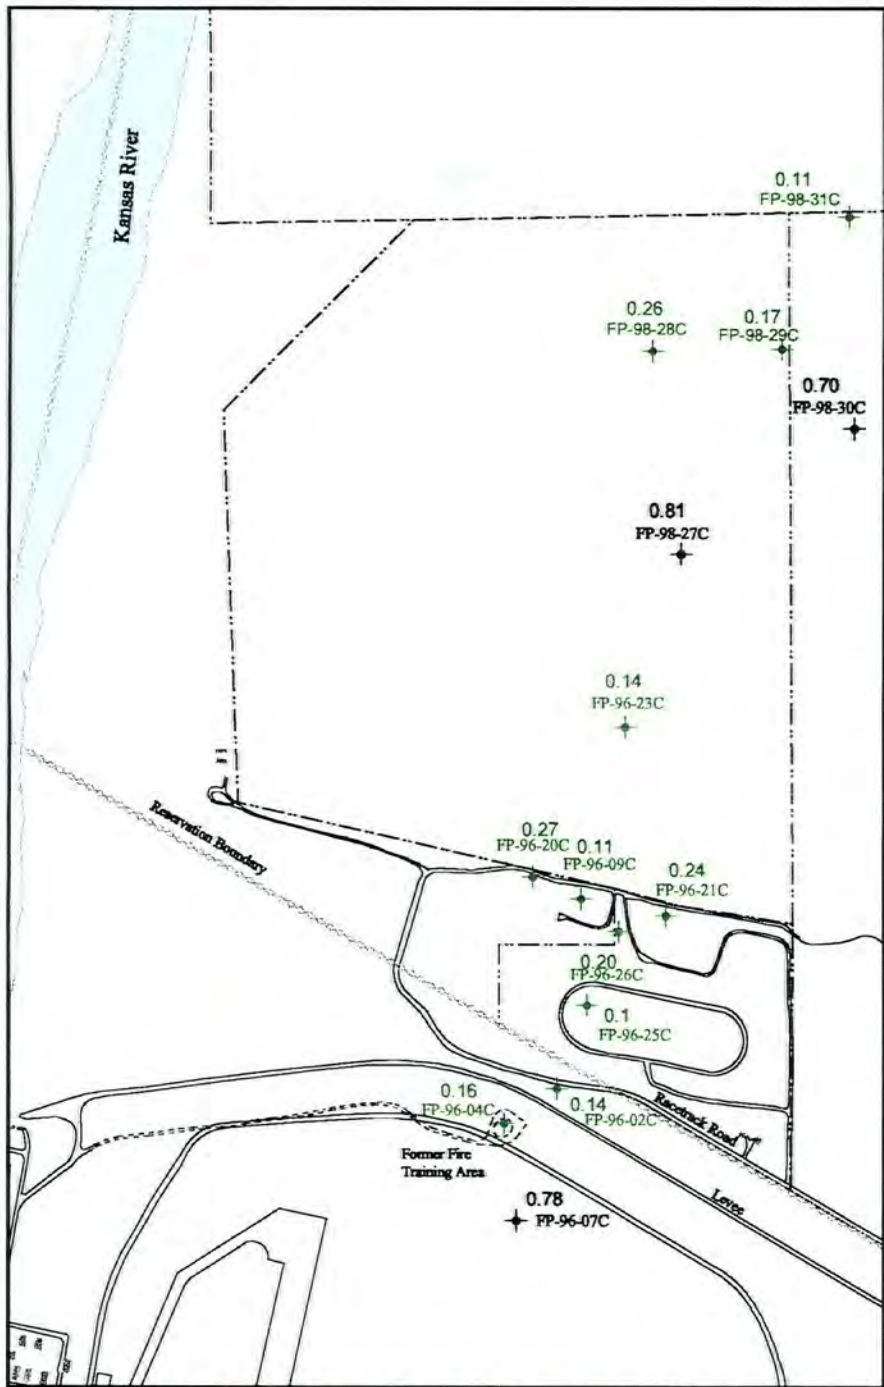 Kansas River
0.11
FP-98-31C
0.26
FP-98-28C
0.17
FP-98-29C
0.70
FP-98-30C
0.81
FP-98-27C
0.14
FP-96-23C
Reservation Boundary
0.27
FP-96-20C
0.11
FP-96-09C
0.24
FP-96-21C
0.20
FP-96-26C
0.1
FP-96-25C
0.16
FP-96-04C
0.14
FP-96-02C
Racetrack Road
Former Fire
Training Area
Levee
0.78
FP-96-07C